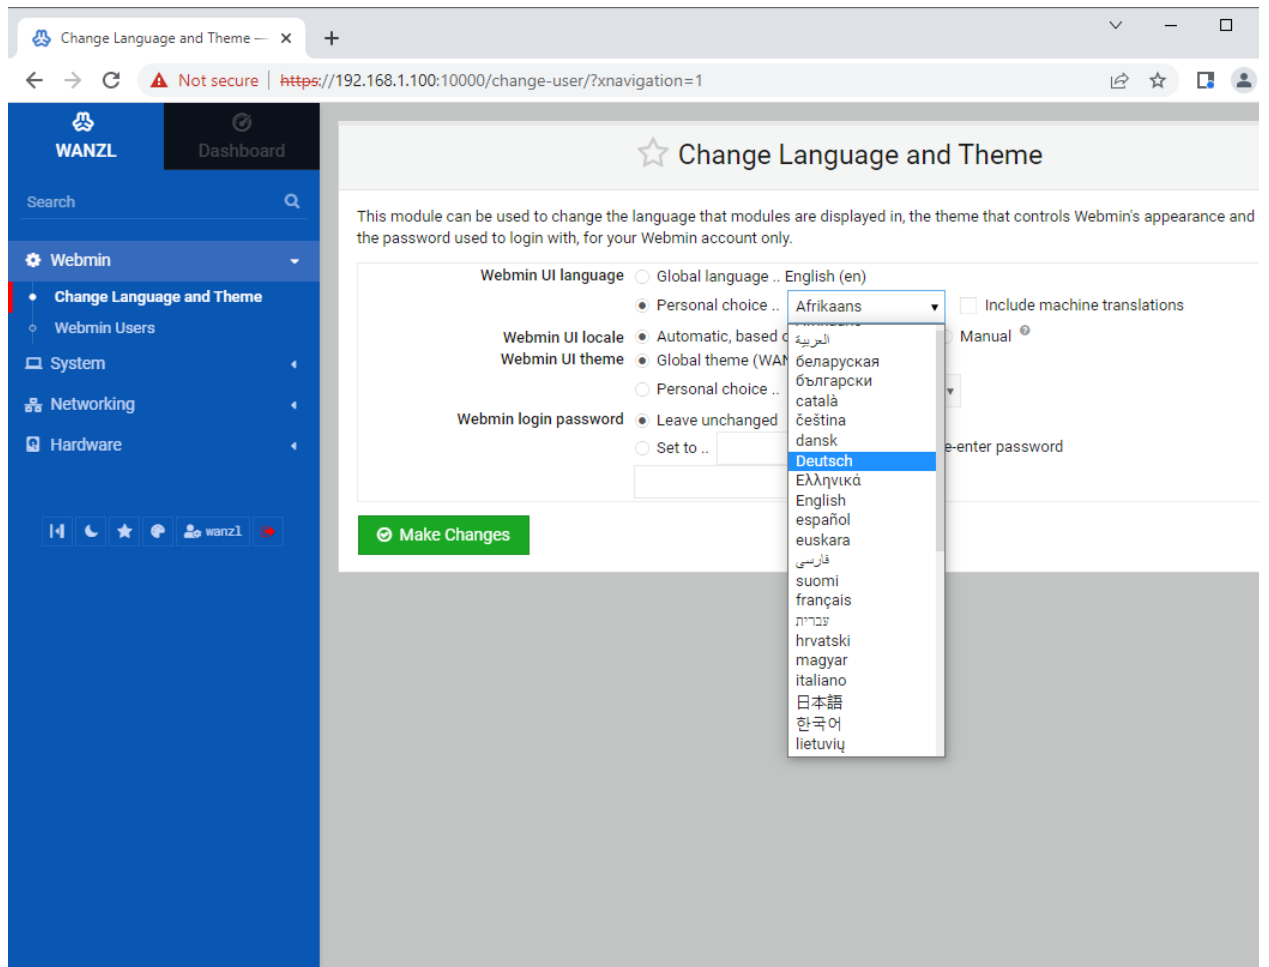 Change Language and Theme —
Not secure | https://192.168.1.100:10000/change-user/?xnavigation=1
WANZL
Dashboard
Search
Webmin
Change Language and Theme
Webmin Users
System
Networking
Hardware
wanzl
Change Language and Theme
This module can be used to change the language that modules are displayed in, the theme that controls Webmin's appearance and
the password used to login with, for your Webmin account only.
Webmin UI language Global language .. English (en)
Personal choice .. Afrikaans Include machine translations
Webmin UI locale Automatic, based Manual
Webmin UI theme Global theme (WAN
Personal choice ..
Webmin login password Leave unchanged
Set to .. e-enter password
Make Changes
العربية
беларуская
български
català
čeština
dansk
Deutsch
Ελληνικά
English
español
euskara
فارسی
suomi
français
עברית
hrvatski
magyar
italiano
日本語
한국어
lietuvių